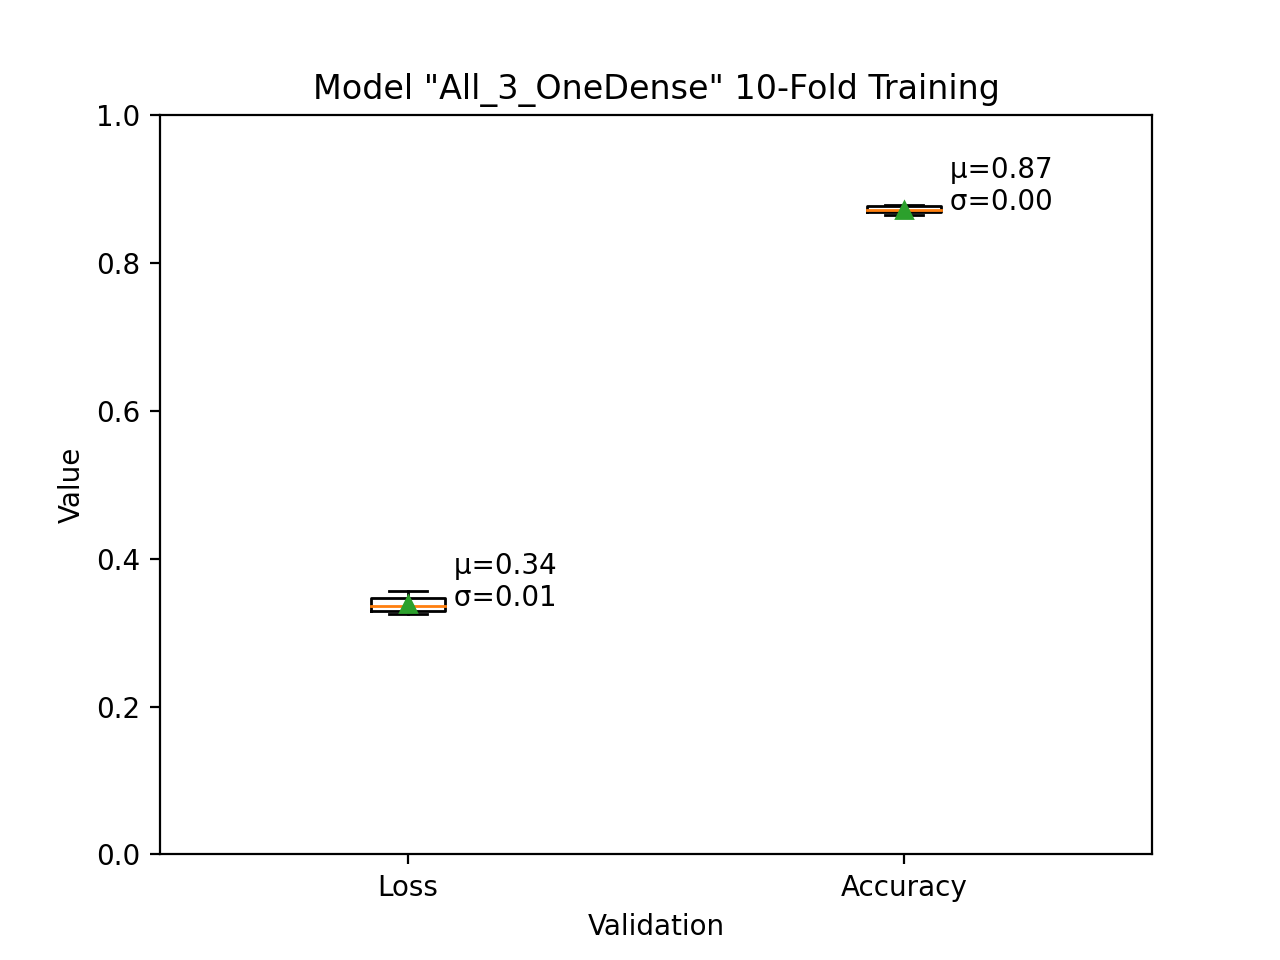 Model "All_3_OneDense" 10-Fold Training
1.0
0.8
0.6
0.4
0.2
0.0
Value
μ=0.87
σ=0.00
μ=0.34
σ=0.01
Loss
Accuracy
Validation